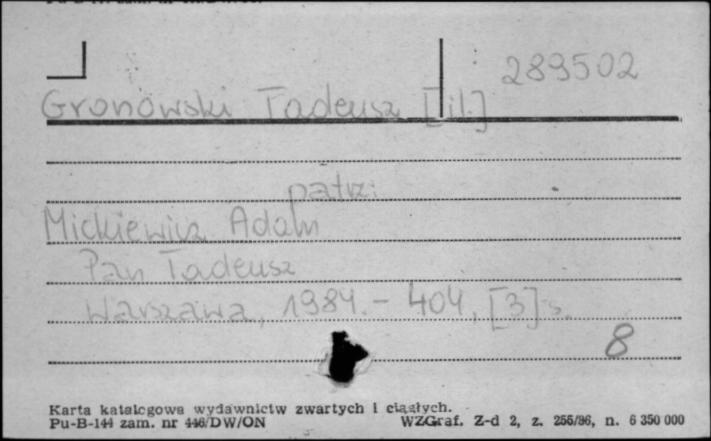 289502
Gronowski Tadeusz [il.]
patrz:
Mickiewicz Adam
Pan Tadeusz
Warszawa, 1984. - 404, [3] s.
8
Karta katalogowa wydawnictw zwartych i ciągłych.
Pu-B-144 zam. nr 446/DW/ON WZGraf. Z-d 2, z. 256/86, n. 6 350 000